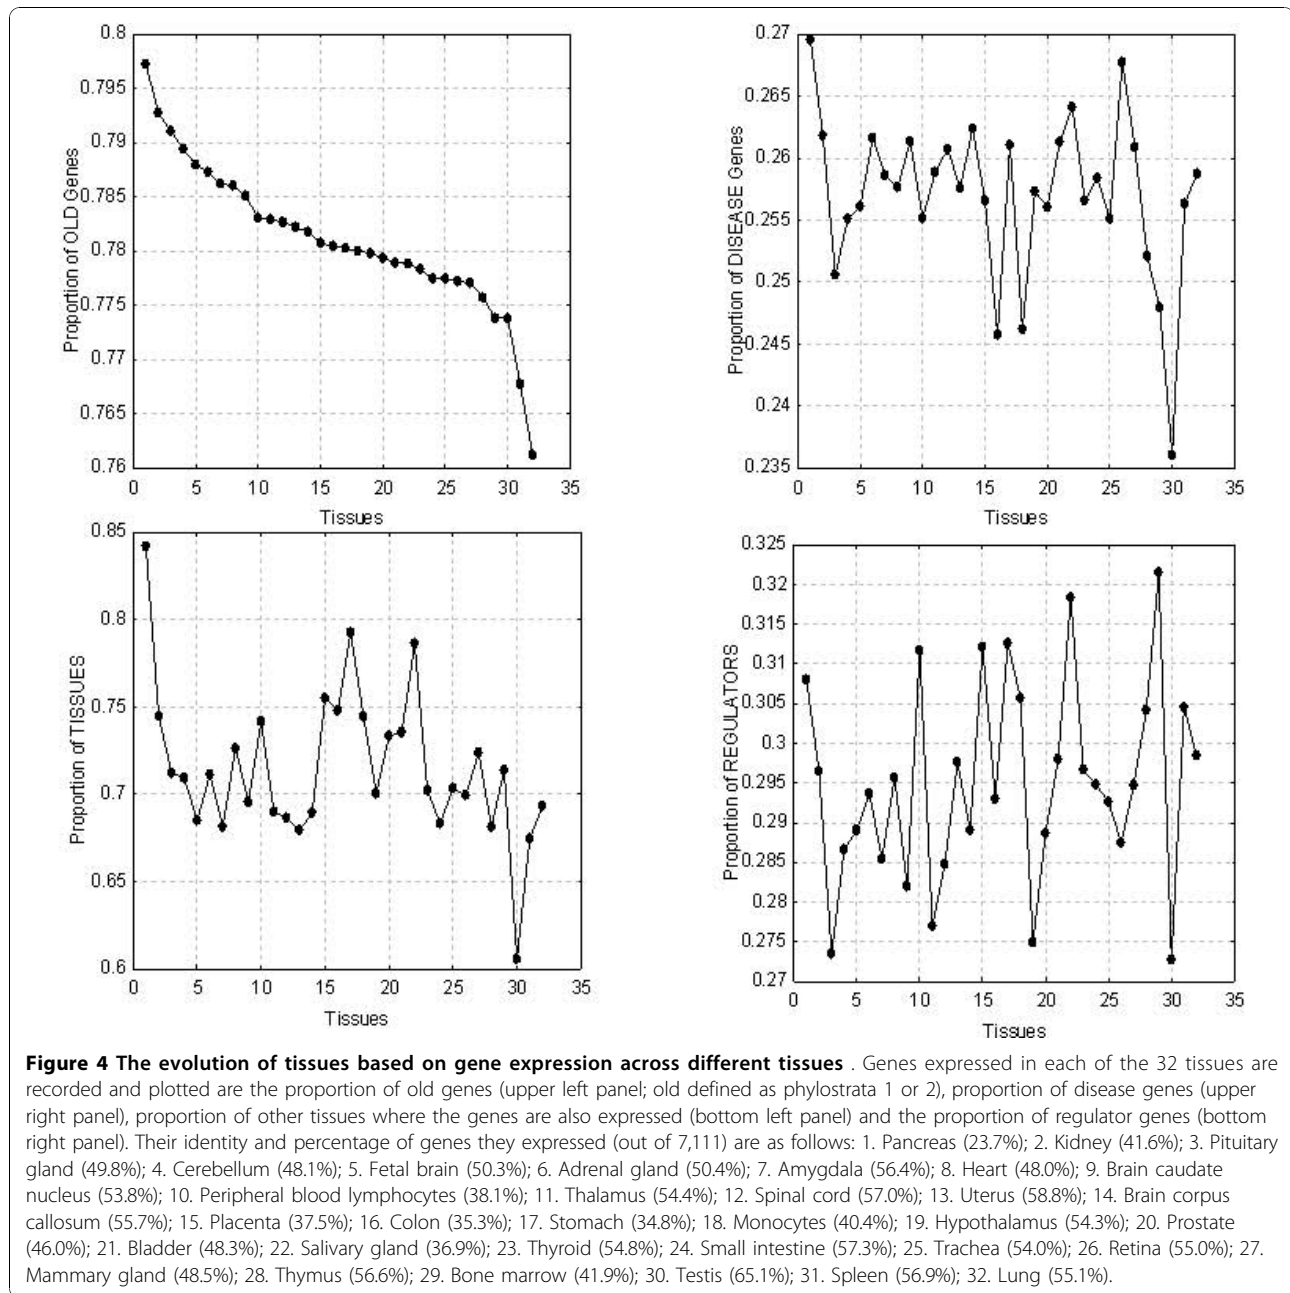 0.8
0.795
0.79
0.785
0.78
0.775
0.77
0.765
0.76
Proportion of OLD Genes
0 5 10 15 20 25 30 35
Tissues
0.27
0.265
0.26
0.255
0.25
0.245
0.24
0.235
Proportion of DISEASE Genes
0 5 10 15 20 25 30 35
Tissues
0.85
0.8
0.75
0.7
0.65
0.6
Proportion of TISSUES
0 5 10 15 20 25 30 35
Tissues
0.325
0.32
0.315
0.31
0.305
0.3
0.295
0.29
0.285
0.28
0.275
0.27
Proportion of REGULATORS
0 5 10 15 20 25 30 35
Tissues
Figure 4 The evolution of tissues based on gene expression across different tissues . Genes expressed in each of the 32 tissues are
recorded and plotted are the proportion of old genes (upper left panel; old defined as phylostrata 1 or 2), proportion of disease genes (upper
right panel), proportion of other tissues where the genes are also expressed (bottom left panel) and the proportion of regulator genes (bottom
right panel). Their identity and percentage of genes they expressed (out of 7,111) are as follows: 1. Pancreas (23.7%); 2. Kidney (41.6%); 3. Pituitary
gland (49.8%); 4. Cerebellum (48.1%); 5. Fetal brain (50.3%); 6. Adrenal gland (50.4%); 7. Amygdala (56.4%); 8. Heart (48.0%); 9. Brain caudate
nucleus (53.8%); 10. Peripheral blood lymphocytes (38.1%); 11. Thalamus (54.4%); 12. Spinal cord (57.0%); 13. Uterus (58.8%); 14. Brain corpus
callosum (55.7%); 15. Placenta (37.5%); 16. Colon (35.3%); 17. Stomach (34.8%); 18. Monocytes (40.4%); 19. Hypothalamus (54.3%); 20. Prostate
(46.0%); 21. Bladder (48.3%); 22. Salivary gland (36.9%); 23. Thyroid (54.8%); 24. Small intestine (57.3%); 25. Trachea (54.0%); 26. Retina (55.0%); 27.
Mammary gland (48.5%); 28. Thymus (56.6%); 29. Bone marrow (41.9%); 30. Testis (65.1%); 31. Spleen (56.9%); 32. Lung (55.1%).